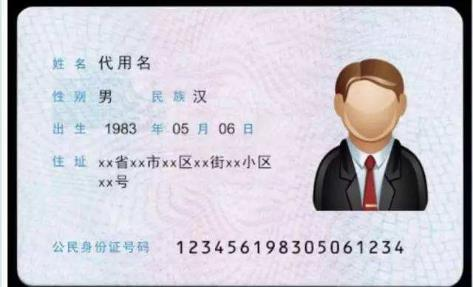 姓名 代用名
性别 男 民族 汉
出生 1983 年 05 月 06 日
住址 xx省xx市xx区xx街xx小区
xx号
公民身份证号码 123456198305061234